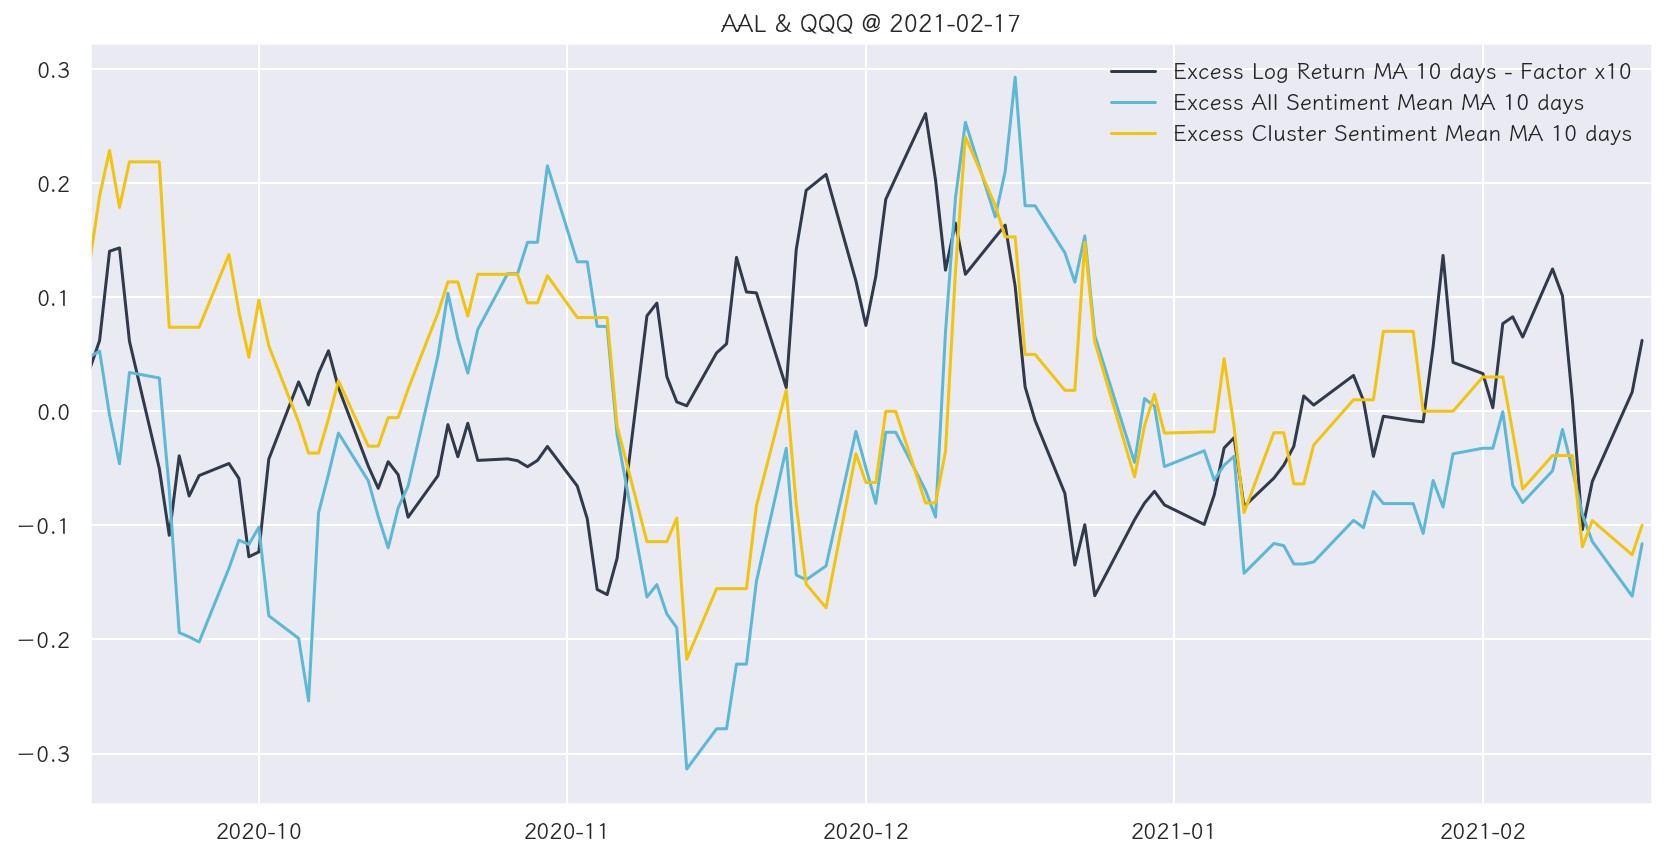 AAL & QQQ @ 2021-02-17
Excess Log Return MA 10 days - Factor x10
Excess All Sentiment Mean MA 10 days
Excess Cluster Sentiment Mean MA 10 days
0.3
0.2
0.1
0.0
−0.1
−0.2
−0.3
2020-10 2020-11 2020-12 2021-01 2021-02